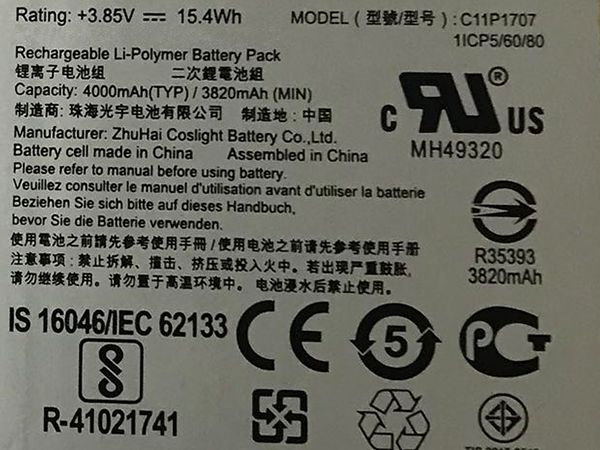 Rating: +3.85V ⎓ 15.4Wh
MODEL (型號/型号) : C11P1707
1ICP5/60/80
Rechargeable Li-Polymer Battery Pack
锂离子电池组 二次鋰電池組
Capacity: 4000mAh(TYP) / 3820mAh (MIN)
制造商: 珠海光宇电池有限公司 制造地 : 中国
Manufacturer: ZhuHai Coslight Battery Co.,Ltd.
Battery cell made in China Assembled in China
Please refer to manual before using battery.
Veuillez consulter le manuel d'utilisation avant d'utiliser la batterie
Beziehen Sie sich bitte auf dieses Handbuch,
bevor Sie die Batterie verwenden.
使用電池之前請先參考使用手冊/使用电池之前请先参考使用手册
注意事项 : 禁止拆解、撞击、挤压或投入火中。若出现严重鼓胀,
请勿继续使用。请勿置于高温环境中。 电池浸水后禁止使用。
c RU ® US
MH49320
R35393
3820mAh
IS 16046/IEC 62133
R-41021741
CE
5
PCT